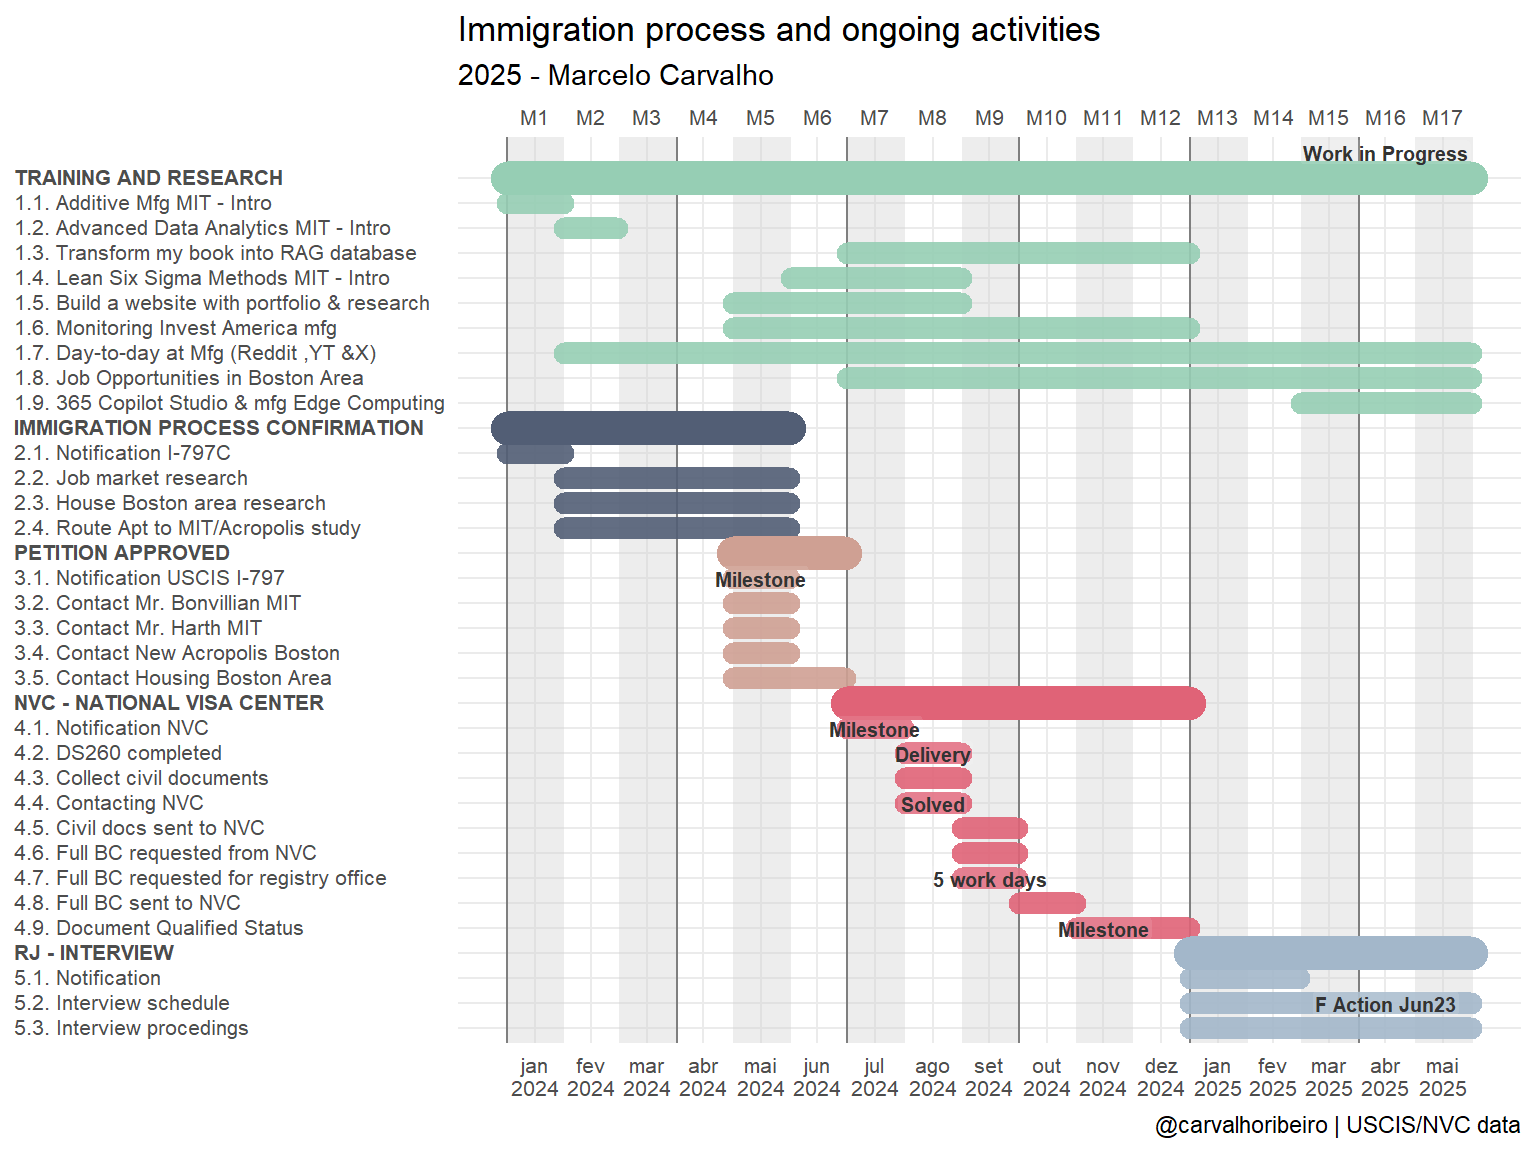 Immigration process and ongoing activities
2025 - Marcelo Carvalho
M1 M2 M3 M4 M5 M6 M7 M8 M9 M10 M11 M12 M13 M14 M15 M16 M17
Work in Progress
TRAINING AND RESEARCH
1.1. Additive Mfg MIT - Intro
1.2. Advanced Data Analytics MIT - Intro
1.3. Transform my book into RAG database
1.4. Lean Six Sigma Methods MIT - Intro
1.5. Build a website with portfolio & research
1.6. Monitoring Invest America mfg
1.7. Day-to-day at Mfg (Reddit ,YT &X)
1.8. Job Opportunities in Boston Area
1.9. 365 Copilot Studio & mfg Edge Computing
IMMIGRATION PROCESS CONFIRMATION
2.1. Notification I-797C
2.2. Job market research
2.3. House Boston area research
2.4. Route Apt to MIT/Acropolis study
PETITION APPROVED
3.1. Notification USCIS I-797 Milestone
3.2. Contact Mr. Bonvillian MIT
3.3. Contact Mr. Harth MIT
3.4. Contact New Acropolis Boston
3.5. Contact Housing Boston Area
NVC - NATIONAL VISA CENTER
4.1. Notification NVC Milestone
4.2. DS260 completed Delivery
4.3. Collect civil documents
4.4. Contacting NVC Solved
4.5. Civil docs sent to NVC
4.6. Full BC requested from NVC
4.7. Full BC requested for registry office 5 work days
4.8. Full BC sent to NVC
4.9. Document Qualified Status Milestone
RJ - INTERVIEW
5.1. Notification
5.2. Interview schedule F Action Jun23
5.3. Interview procedings
jan fev mar abr mai jun jul ago set out nov dez jan fev mar abr mai
2024 2024 2024 2024 2024 2024 2024 2024 2024 2024 2024 2024 2025 2025 2025 2025 2025
@carvalhoribeiro | USCIS/NVC data